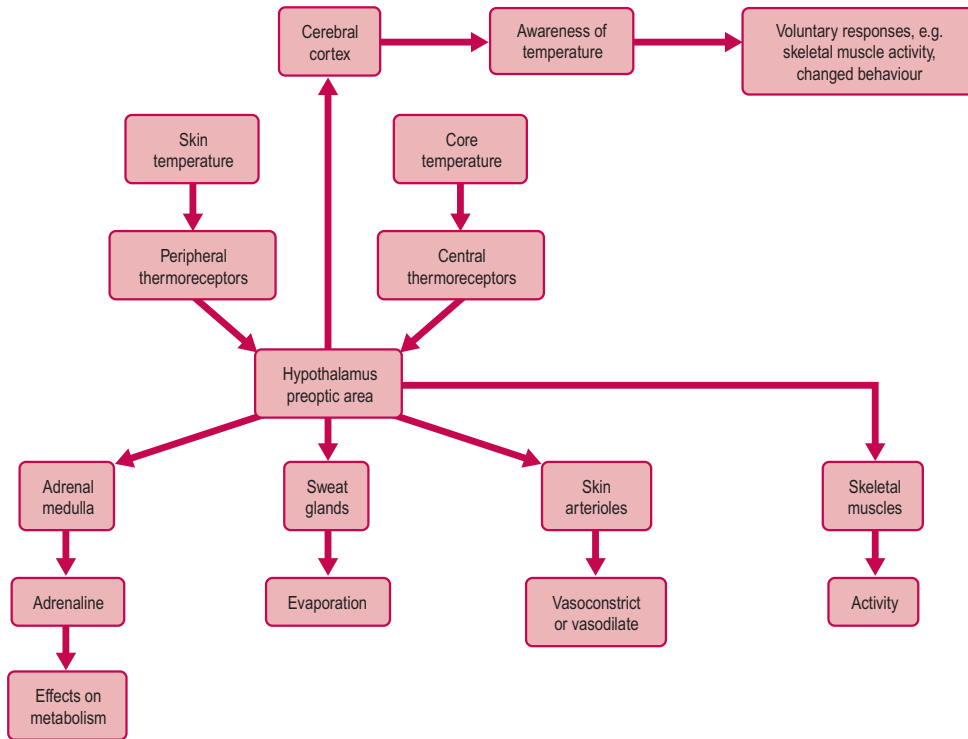 Cerebral
cortex
Awareness of
temperature
Voluntary responses, e.g.
skeletal muscle activity,
changed behaviour
Skin
temperature
Core
temperature
Peripheral
thermoreceptors
Central
thermoreceptors
Hypothalamus
preoptic area
Adrenal
medulla
Sweat
glands
Skin
arterioles
Skeletal
muscles
Adrenaline
Evaporation
Vasoconstrict
or vasodilate
Activity
Effects on
metabolism